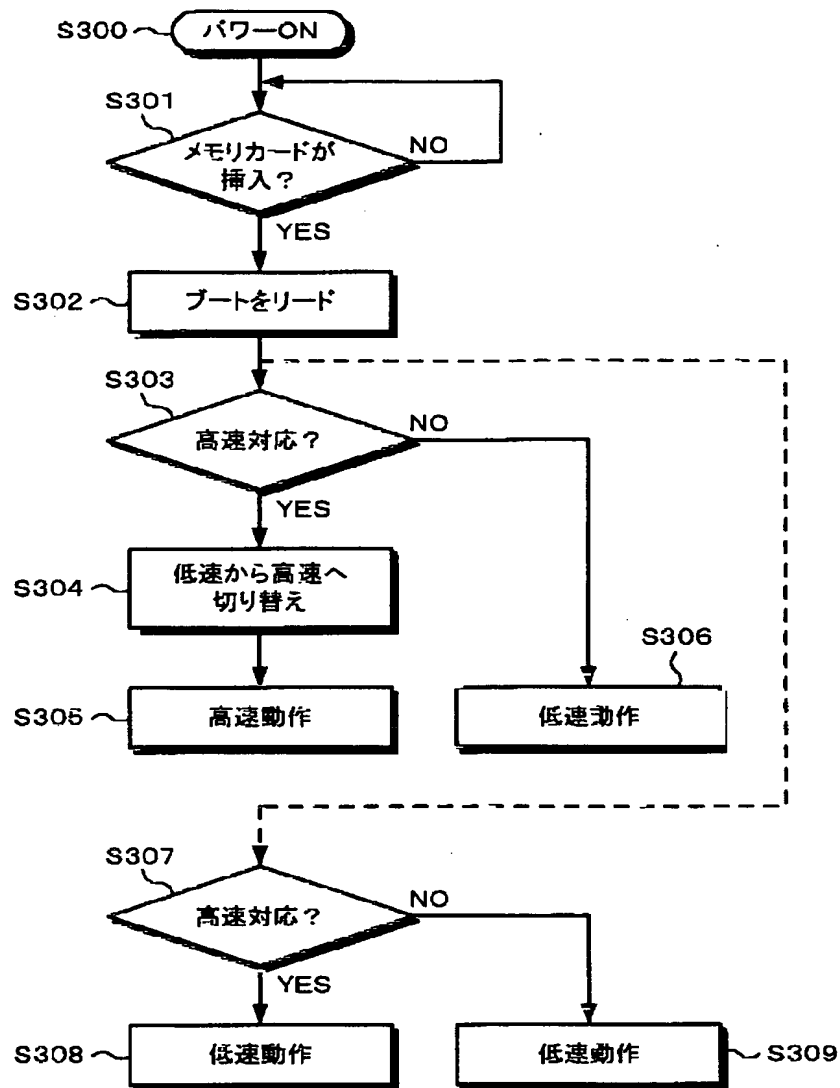 S300
パワーON
S301
メモリカードが
挿入?
NO
YES
S302
ブートをリード
S303
高速対応?
NO
YES
S304
低速から高速へ
切り替え
S306
S305
高速動作
低速動作
S307
高速対応?
NO
YES
S308
低速動作
低速動作
S309